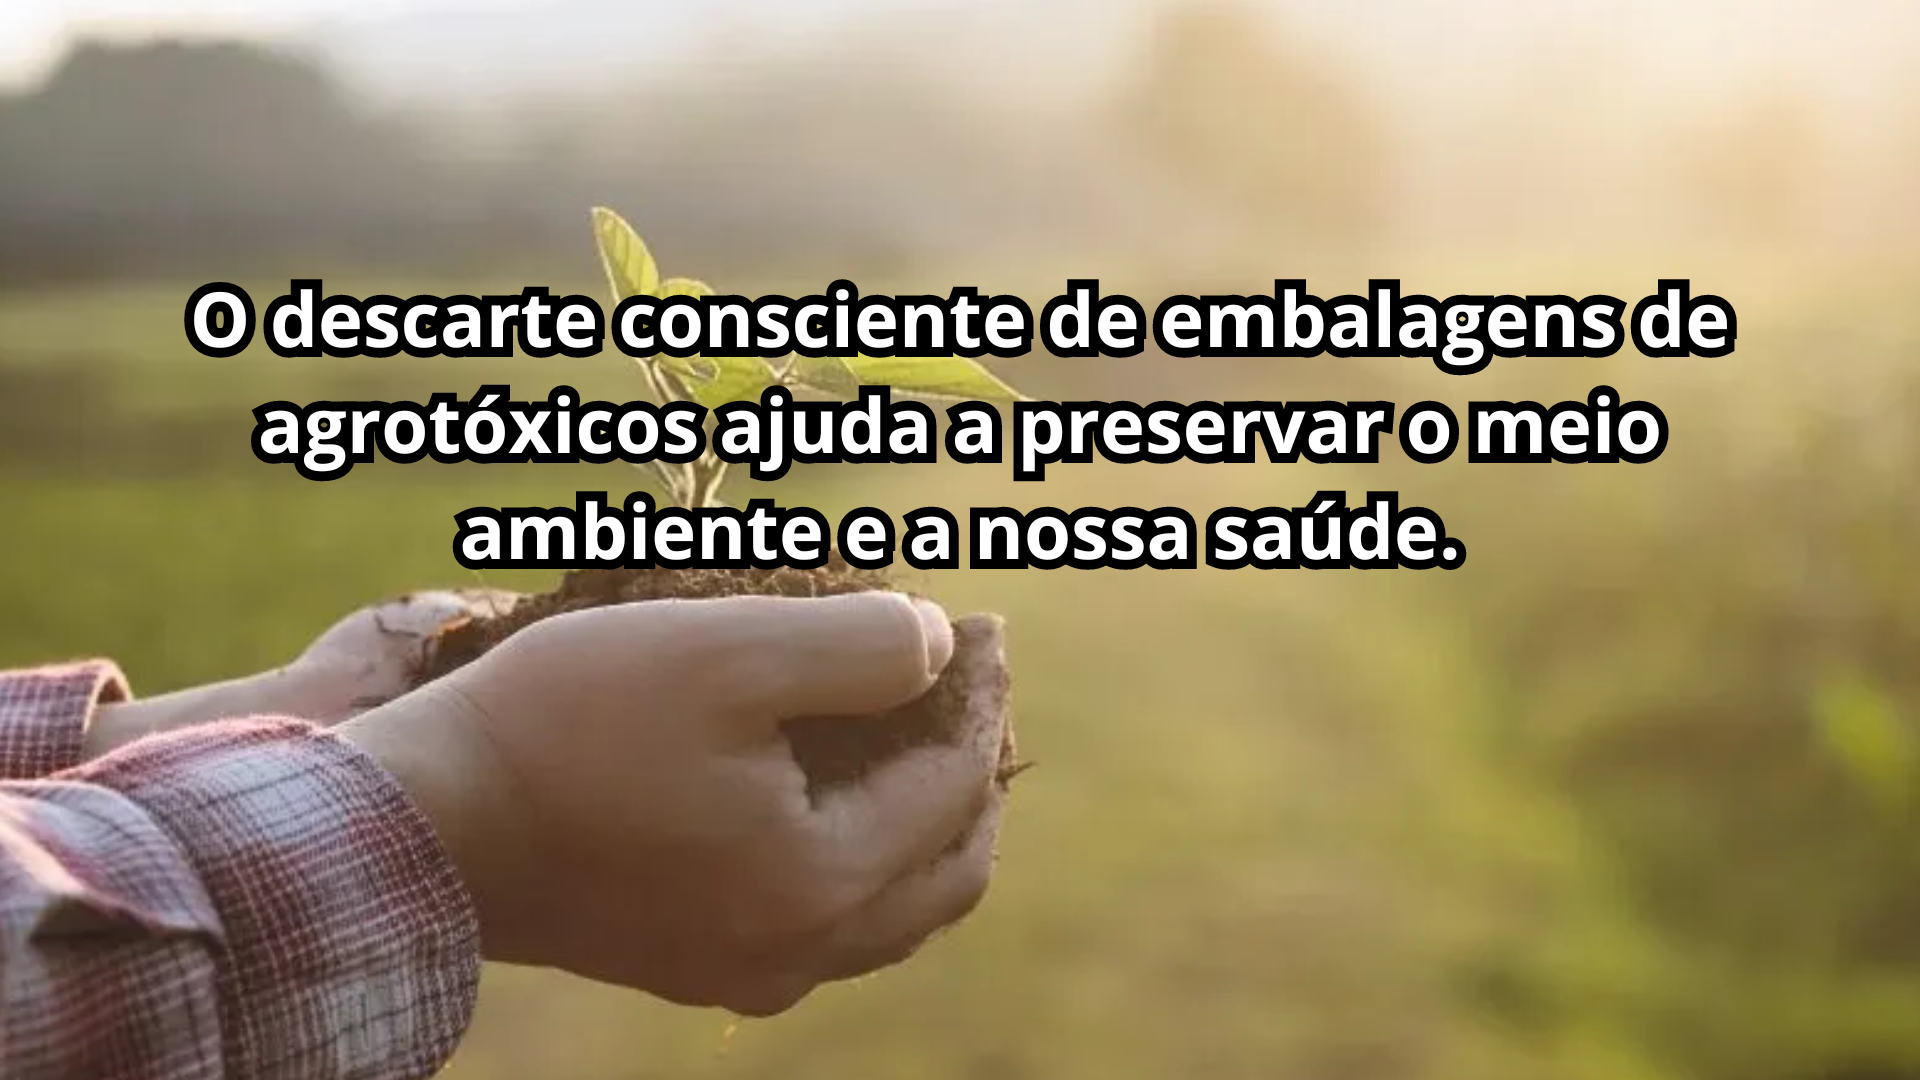 O descarte consciente de embalagens de
agrotóxicos ajuda a preservar o meio
ambiente e a nossa saúde.